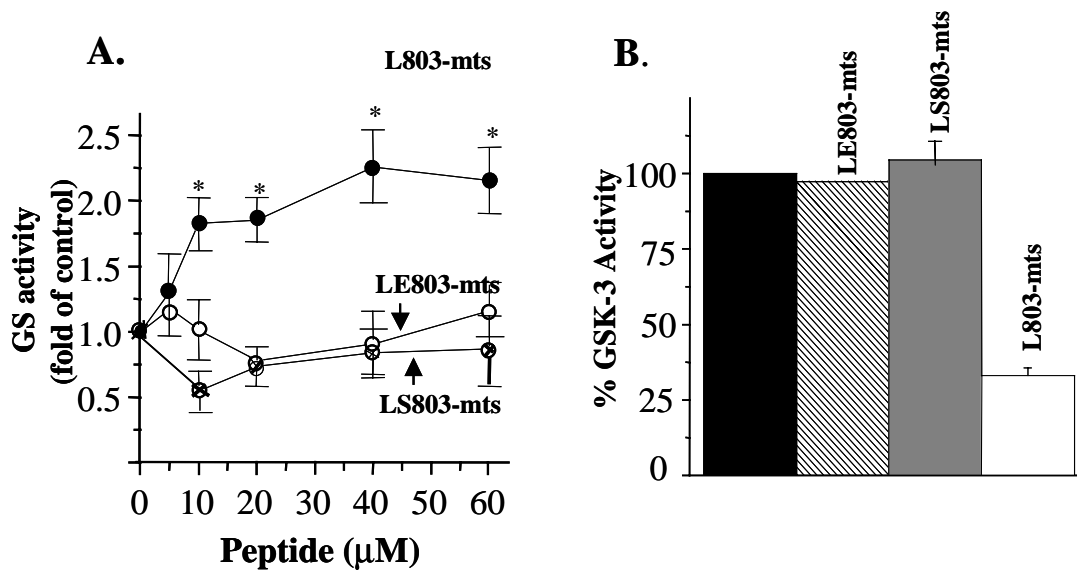 A.
L803-mts
GS activity
(fold of control)
2.5
2.0
1.5
1.0
0.5
*
*
*
*
LE803-mts
LS803-mts
0 10 20 30 40 50 60
Peptide (μM)
B.
% GSK-3 Activity
100
75
50
25
0
LE803-mts
LS803-mts
L803-mts